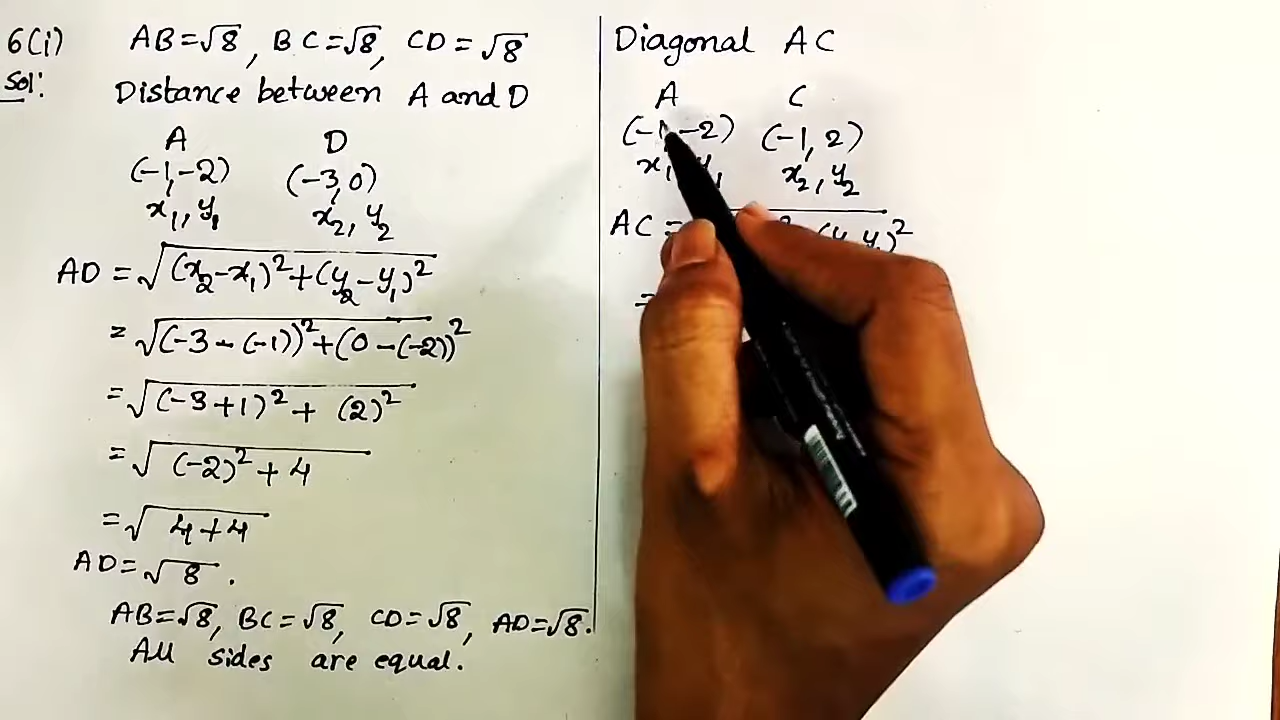 6(i) AB=√8, BC=√8, CD=√8
Sol:
Distance between A and D
A D
(-1,-2) (-3,0)
x₁, y₁ x₂, y₂
AD = √(x₂-x₁)²+(y₂-y₁)²
= √(-3-(-1))²+(0-(-2))²
= √(-3+1)² + (2)²
= √(-2)² + 4
= √4+4
AD = √8.
AB=√8, BC=√8, CD=√8, AD=√8.
All sides are equal.
Diagonal AC
A C
(-1,-2) (-1,2)
x₁, y₁ x₂, y₂
AC =
=